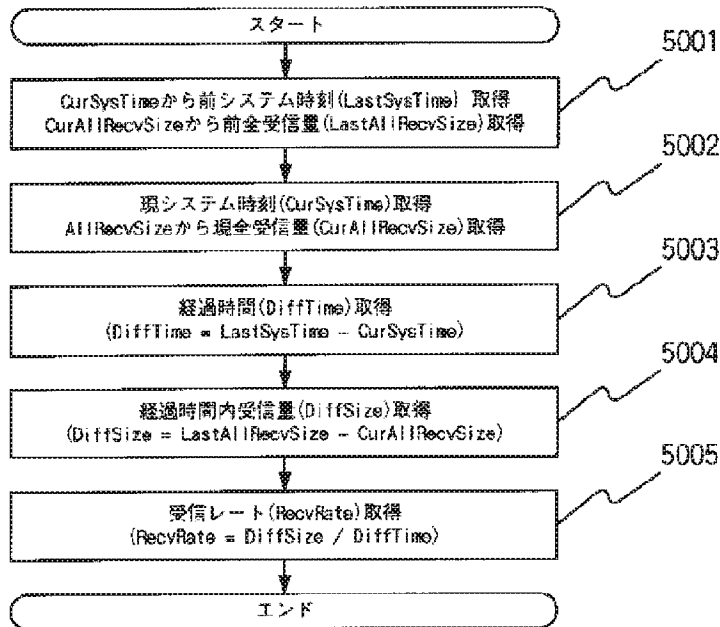 スタート
5001
CurSysTimeから前システム時刻(LastSysTime) 取得
CurAllRecvSizeから前全受信量(LastAllRecvSize)取得
5002
現システム時刻(CurSysTime)取得
AllRecvSizeから現全受信量(CurAllRecvSize)取得
5003
経過時間(DiffTime)取得
(DiffTime = LastSysTime - CurSysTime)
5004
経過時間内受信量(DiffSize)取得
(DiffSize = LastAllRecvSize - CurAllRecvSize)
5005
受信レート(RecvRate)取得
(RecvRate = DiffSize / DiffTime)
エンド